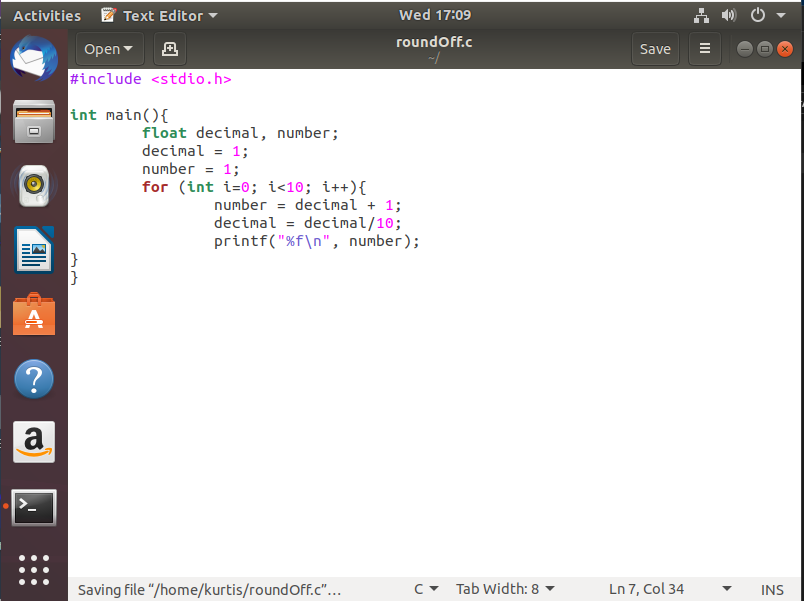 Activities Text Editor Wed 17:09
Open roundOff.c Save
~/
#include <stdio.h>
int main(){
float decimal, number;
decimal = 1;
number = 1;
for (int i=0; i<10; i++){
number = decimal + 1;
decimal = decimal/10;
printf("%f\n", number);
}
}
a
Saving file “/home/kurtis/roundOff.c”… C Tab Width: 8 Ln 7, Col 34 INS